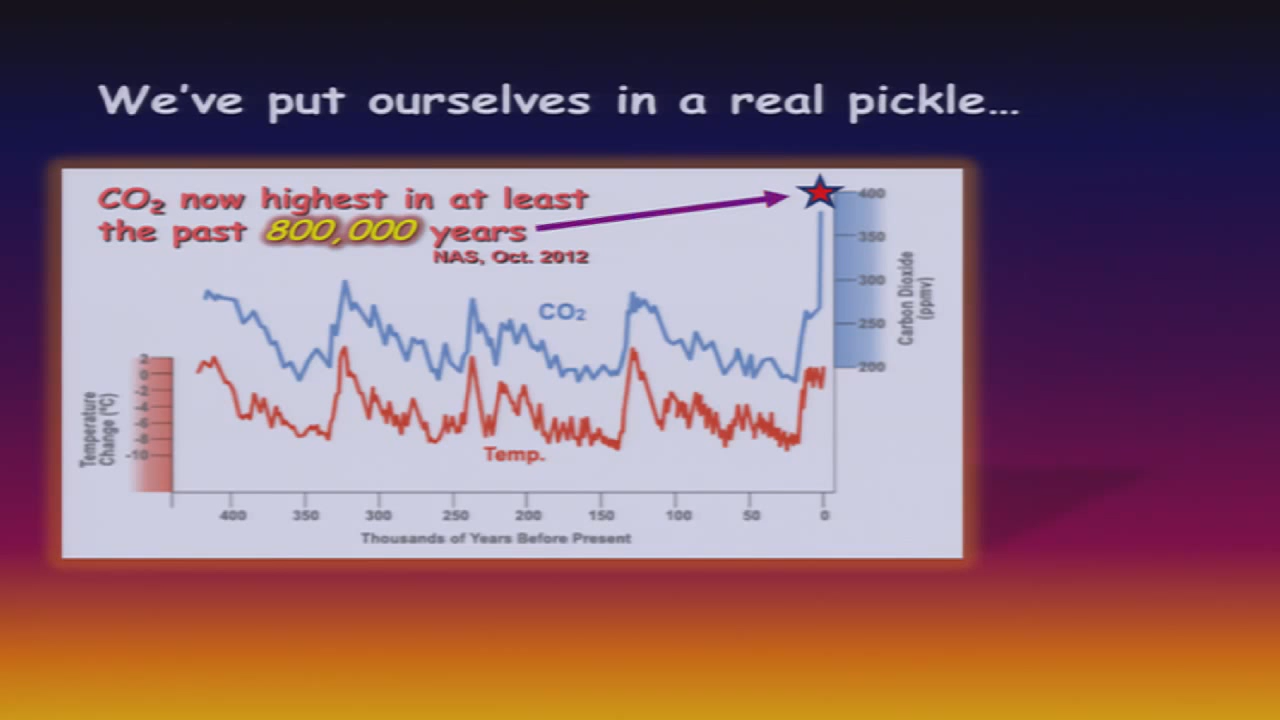 We've put ourselves in a real pickle...
CO₂ now highest in at least
the past 800,000 years
NAS, Oct. 2012
400
350
300
250
200
Carbon Dioxide
(ppmv)
CO₂
2
0
-2
-4
-6
-8
-10
Temperature
Change (°C)
Temp.
400 350 300 250 200 150 100 50 0
Thousands of Years Before Present